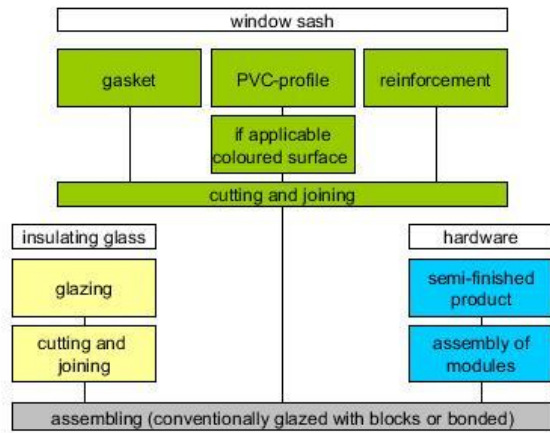 window sash
gasket
PVC-profile
reinforcement
if applicable
coloured surface
cutting and joining
insulating glass
hardware
glazing
semi-finished
product
cutting and
joining
assembly of
modules
assembling (conventionally glazed with blocks or bonded)